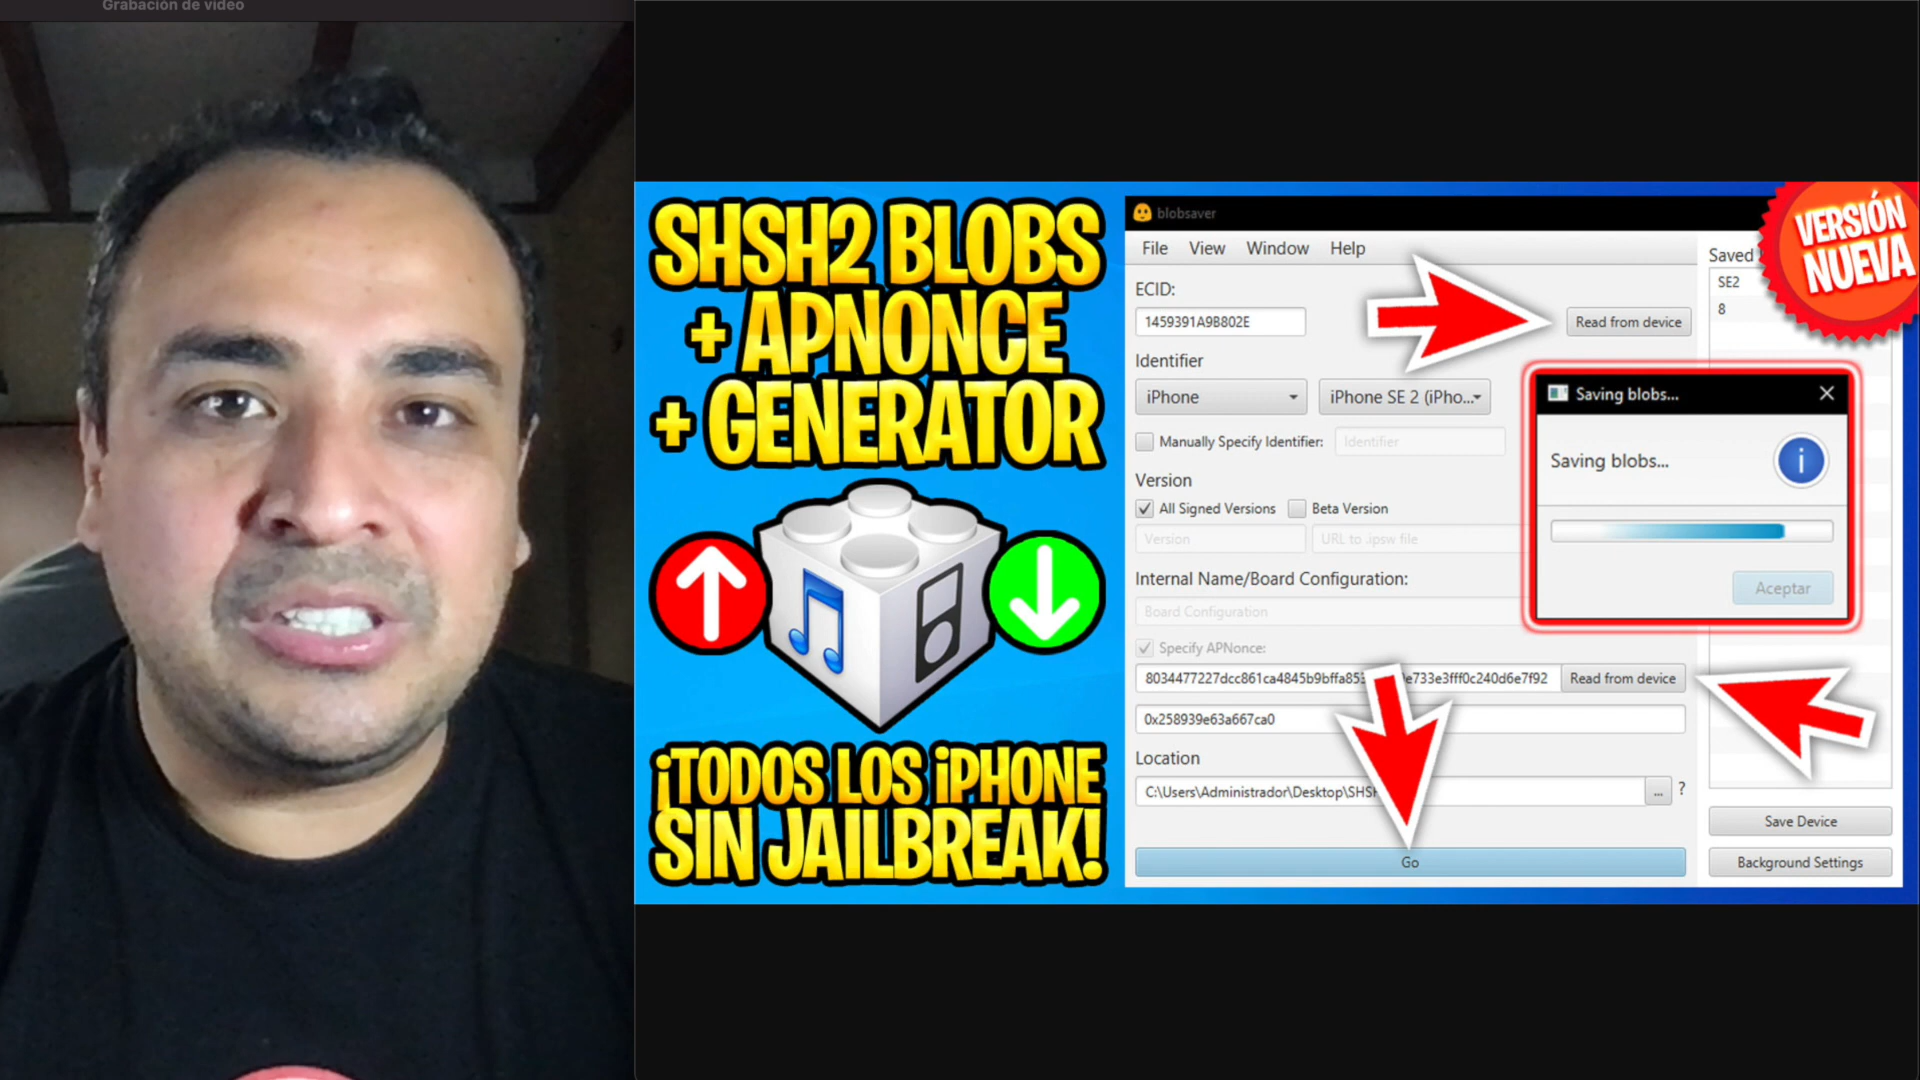 Grabación de video
SHSH2 BLOBS
+ APNONCE
+ GENERATOR
¡TODOS LOS iPHONE
SIN JAILBREAK!
blobsaver
VERSIÓN
NUEVA
File View Window Help
Saved
SE2
8
ECID:
1459391A9B802E
Read from device
Identifier
iPhone
iPhone SE 2 (iPho...
Manually Specify Identifier:
Identifier
Version
All Signed Versions
Beta Version
Version
URL to .ipsw file
Internal Name/Board Configuration:
Board Configuration
Specify APNonce:
8034477227dcc861ca4845b9bffa85 e733e3fff0c240d6e7f92
Read from device
0x258939e63a667ca0
Location
C:\Users\Administrador\Desktop\SHSH
...
?
Go
Saving blobs...
Saving blobs...
i
Aceptar
Save Device
Background Settings